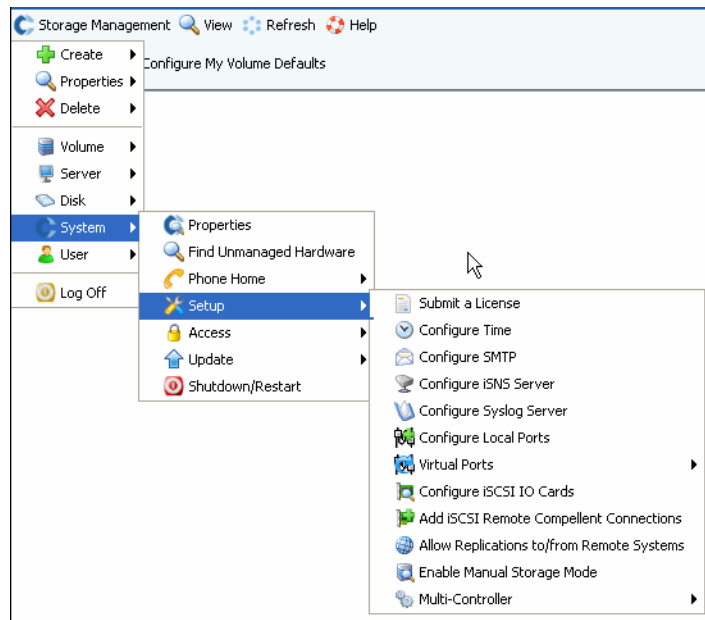 Storage Management View Refresh Help
Create
Configure My Volume Defaults
Properties
Delete
Volume
Server
Disk
System
User
Log Off
Properties
Find Unmanaged Hardware
Phone Home
Setup
Access
Update
Shutdown/Restart
Submit a License
Configure Time
Configure SMTP
Configure iSNS Server
Configure Syslog Server
Configure Local Ports
Virtual Ports
Configure iSCSI IO Cards
Add iSCSI Remote Compellent Connections
Allow Replications to/from Remote Systems
Enable Manual Storage Mode
Multi-Controller